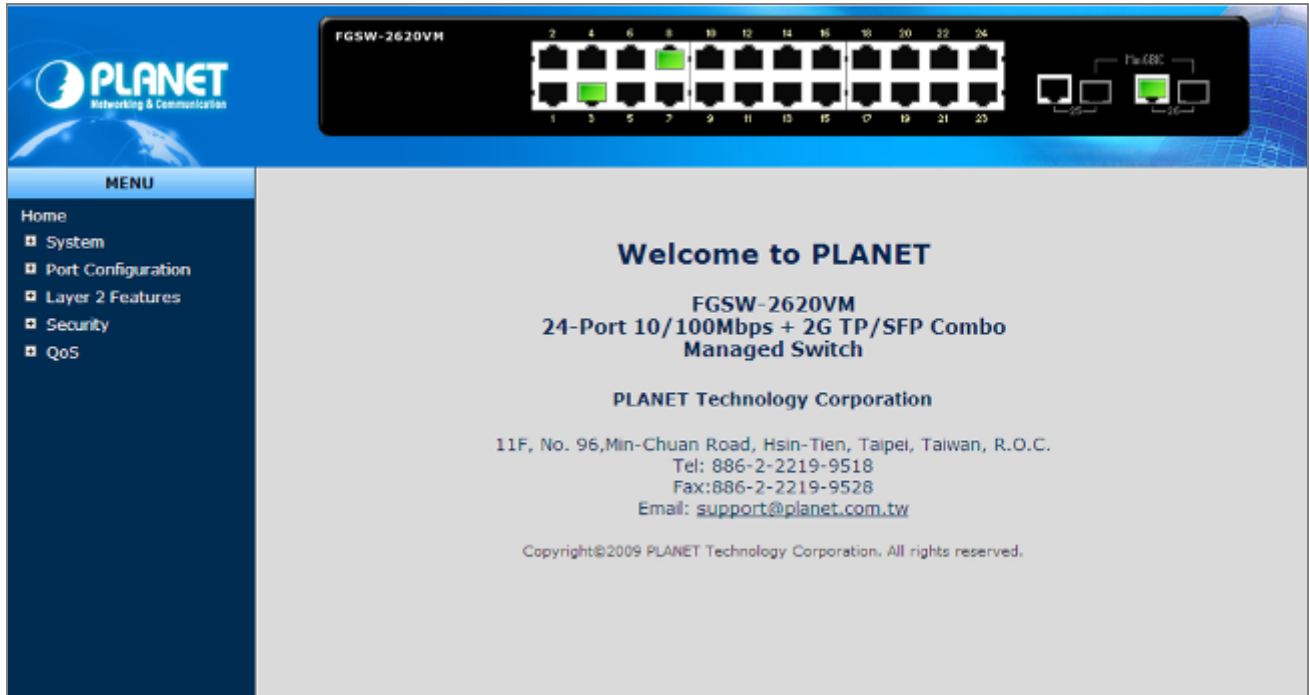 FGSW-2620VM
2 4 6 8 10 12 14 16 18 20 22 24
Mini GBIC
PLANET
Networking & Communication
25 26
1 3 5 7 9 11 13 15 17 19 21 23
MENU
Home
System
Port Configuration
Layer 2 Features
Security
QoS
Welcome to PLANET
FGSW-2620VM
24-Port 10/100Mbps + 2G TP/SFP Combo
Managed Switch
PLANET Technology Corporation
11F, No. 96,Min-Chuan Road, Hsin-Tien, Taipei, Taiwan, R.O.C.
Tel: 886-2-2219-9518
Fax:886-2-2219-9528
Email: support@planet.com.tw
Copyright©2009 PLANET Technology Corporation. All rights reserved.